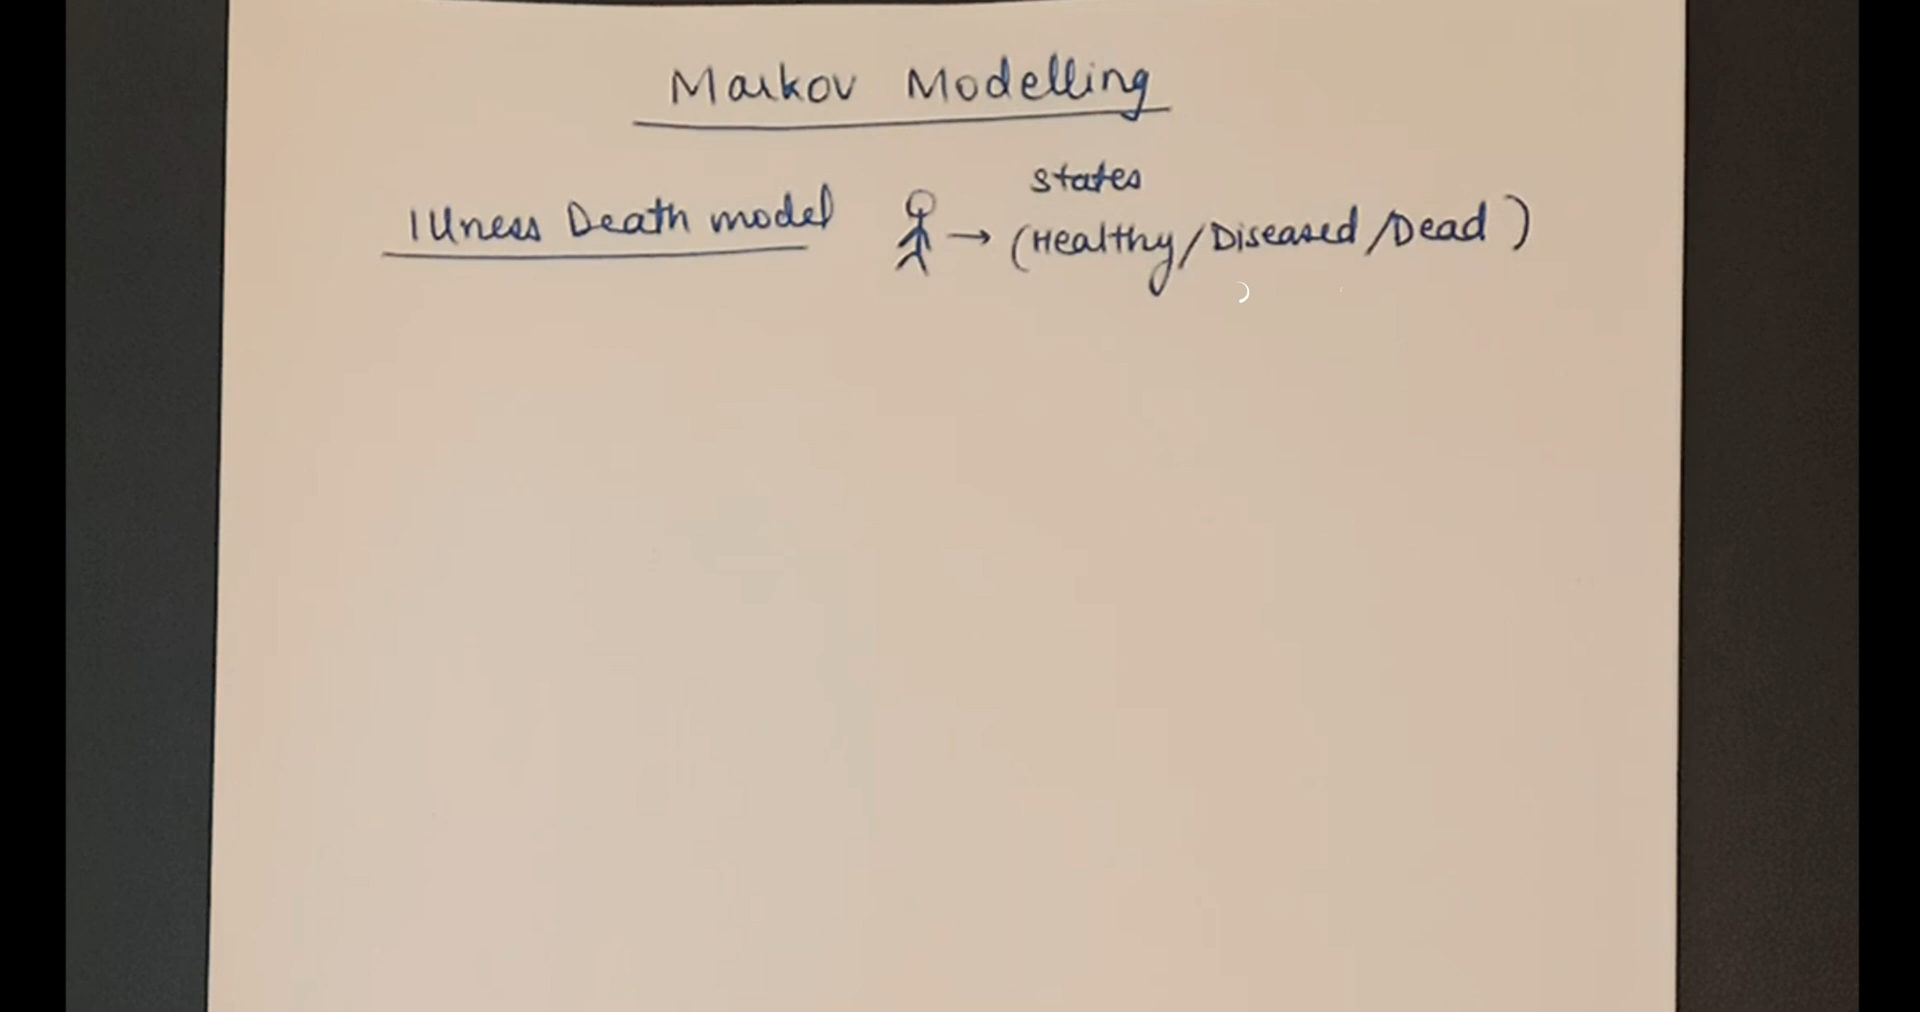 Markov Modelling
states
Illness Death model → (Healthy/Diseased/Dead)